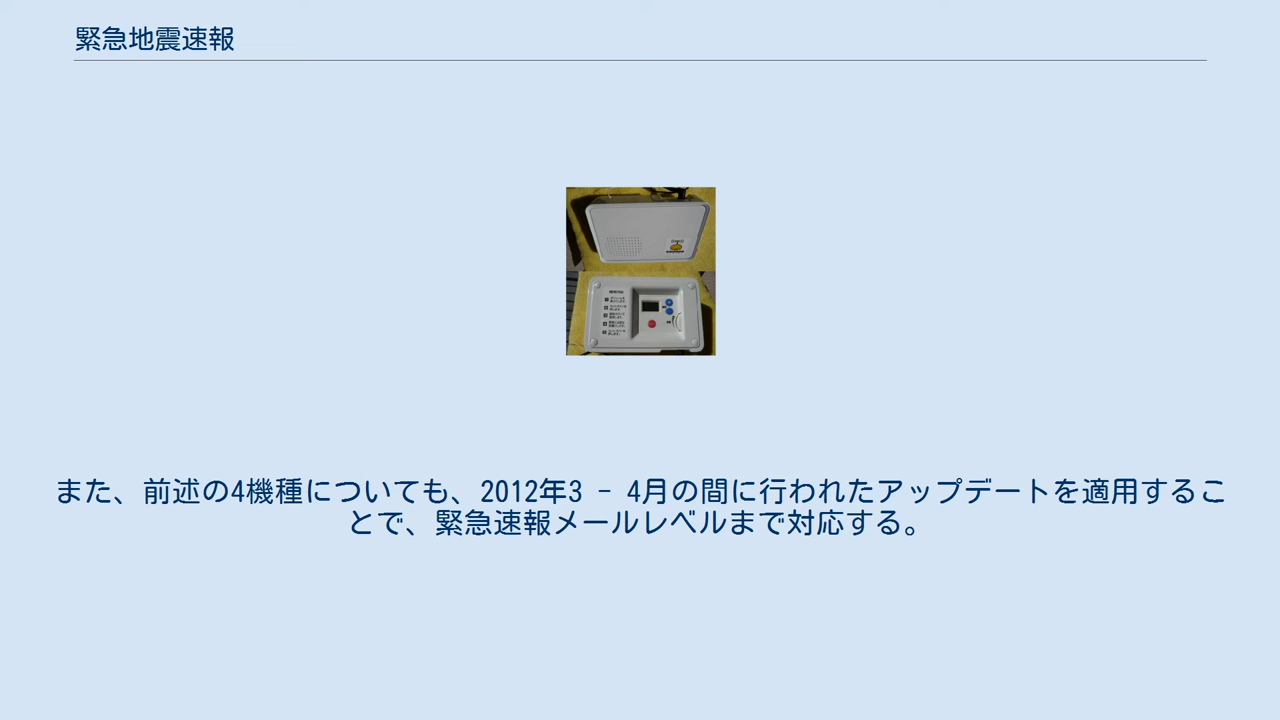 緊急地震速報
また、前述の4機種についても、2012年3 - 4月の間に行われたアップデートを適用するこ
とで、緊急速報メールレベルまで対応する。